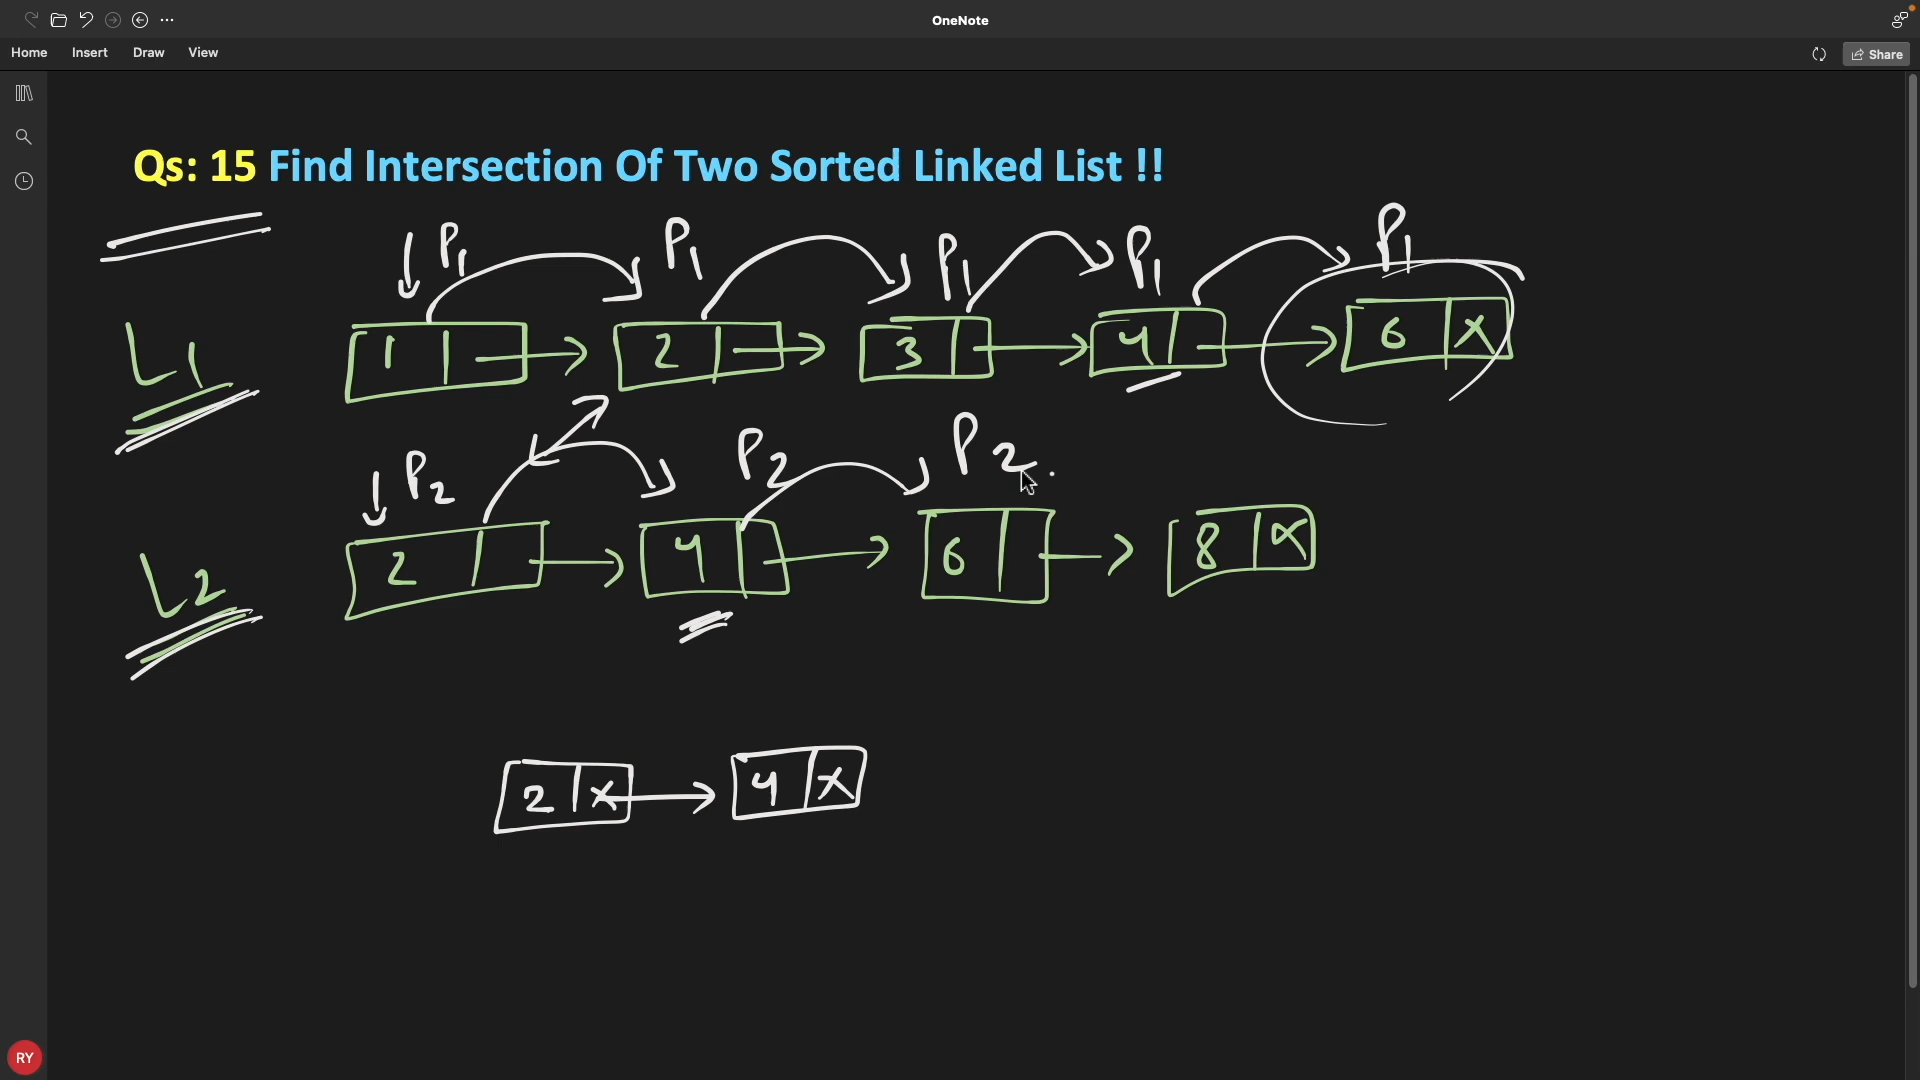 OneNote
Home Insert Draw View
Share
Qs: 15 Find Intersection Of Two Sorted Linked List !!
P1 P1 P1 P1 P1
L1 1 2 3 4 6 X
P2 P2 P2 .
L2 2 4 6 8 X
2 X 4 X
RY